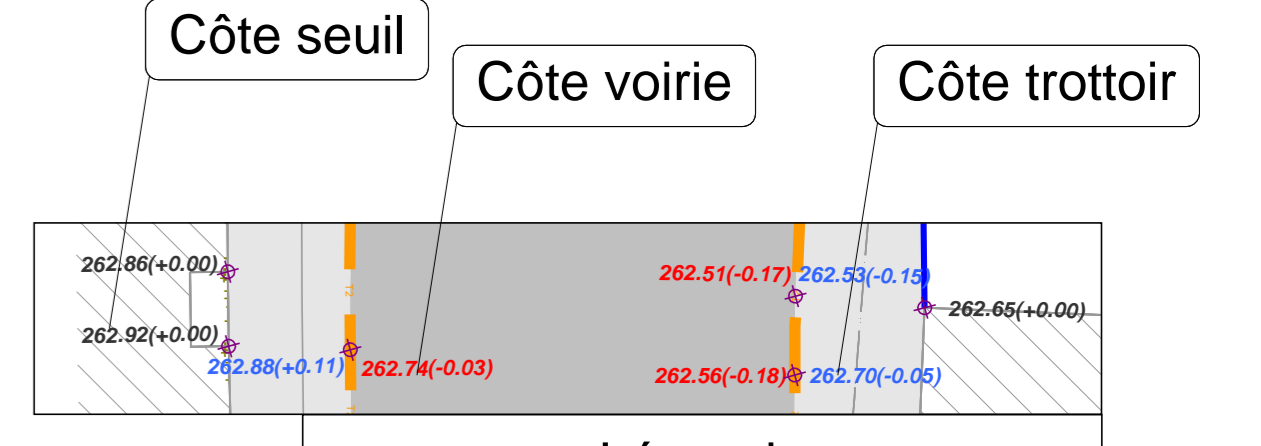 Côte seuil
Côte voirie
Côte trottoir
262.86(+0.00)
262.51(-0.17)
262.53(-0.15)
T2
262.65(+0.00)
262.92(+0.00)
262.88(+0.11)
262.74(-0.03)
262.56(-0.18)
262.70(-0.05)